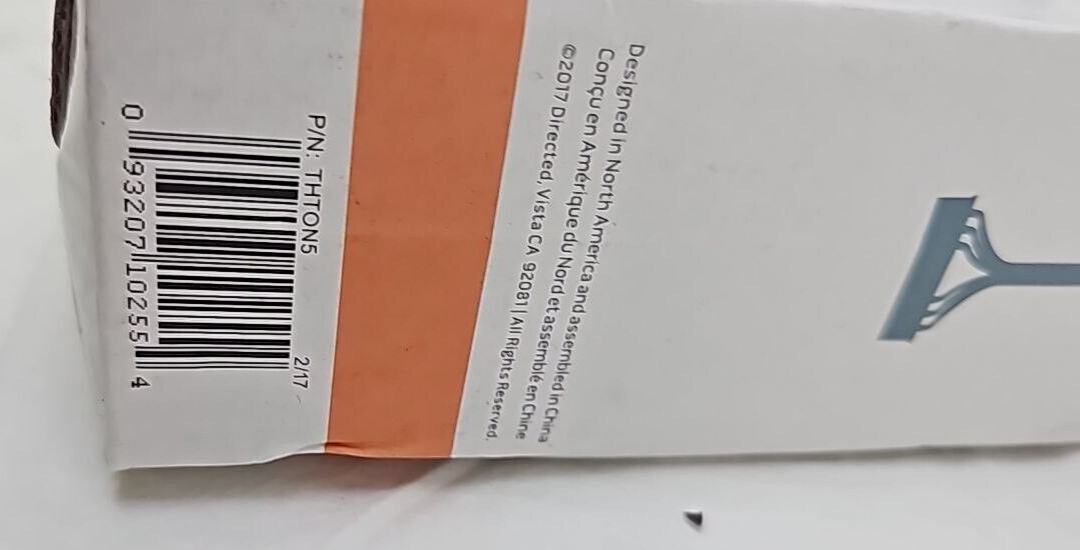 Designed in North America and assembled in China
Conçu en Amérique du Nord et assemblé en Chine
©2017 Directed, Vista CA 92081 | All Rights Reserved.
P/N: THTON5
2/17
0 93207 10255 4